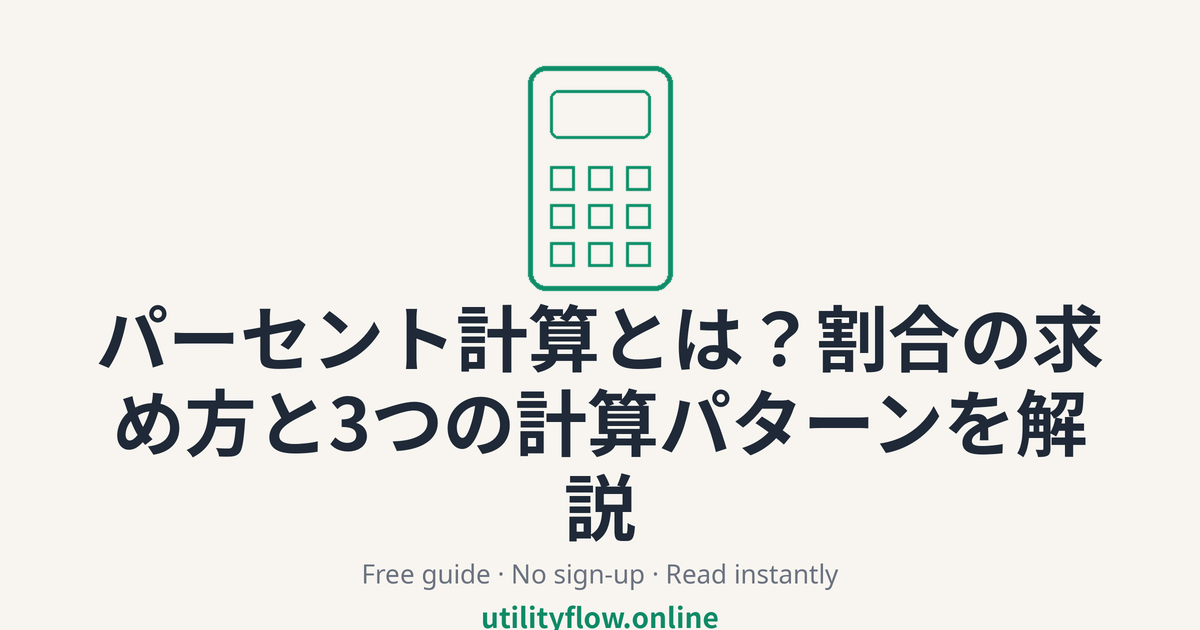 パーセント計算とは？割合の求
め方と3つの計算パターンを解
説
Free guide · No sign-up · Read instantly
utilityflow.online